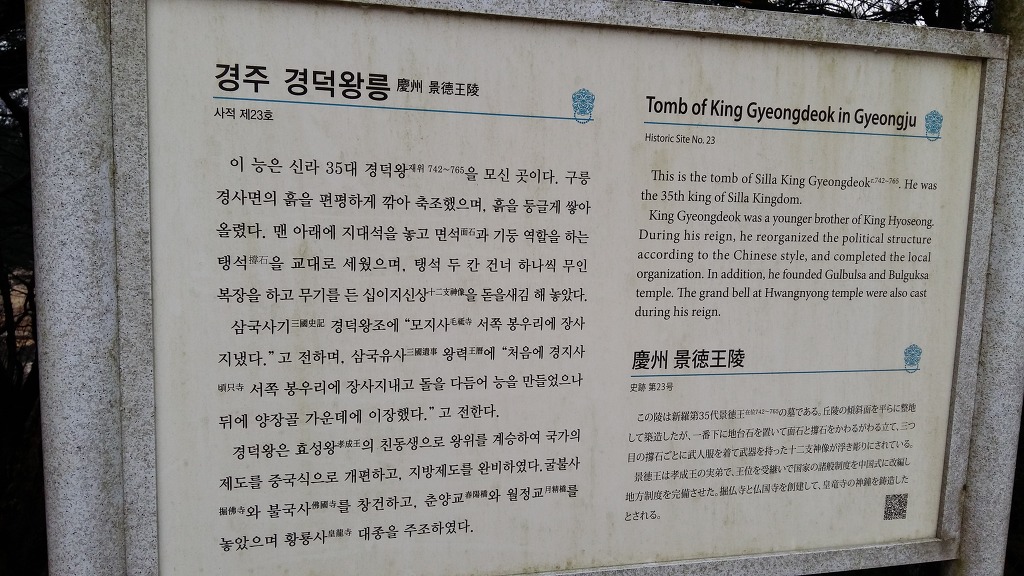 경주 경덕왕릉 慶州 景德王陵
사적 제23호
이 능은 신라 35대 경덕왕재위 742~765을 모신 곳이다. 구릉
경사면의 흙을 편평하게 깎아 축조했으며, 흙을 둥글게 쌓아
올렸다. 맨 아래에 지대석을 놓고 면석面石과 기둥 역할을 하는
탱석撐石을 교대로 세웠으며, 탱석 두 칸 건너 하나씩 무인
복장을 하고 무기를 든 십이지신상十二支神像을 돋을새김 해 놓았다.
삼국사기三國史記 경덕왕조에 “모지사毛祗寺 서쪽 봉우리에 장사
지냈다.”고 전하며, 삼국유사三國遺事 왕력王曆에 “처음에 경지사
頃只寺 서쪽 봉우리에 장사지내고 돌을 다듬어 능을 만들었으나
뒤에 양장골 가운데에 이장했다.”고 전한다.
경덕왕은 효성왕孝成王의 친동생으로 왕위를 계승하여 국가의
제도를 중국식으로 개편하고, 지방제도를 완비하였다.굴불사
掘佛寺와 불국사佛國寺를 창건하고, 춘양교春陽橋와 월정교月精橋를
놓았으며 황룡사皇龍寺 대종을 주조하였다.
Tomb of King Gyeongdeok in Gyeongju
Historic Site No. 23
This is the tomb of Silla King Gyeongdeokr.742~765. He was
the 35th king of Silla Kingdom.
King Gyeongdeok was a younger brother of King Hyoseong.
During his reign, he reorganized the political structure
according to the Chinese style, and completed the local
organization. In addition, he founded Gulbulsa and Bulguksa
temple. The grand bell at Hwangnyong temple were also cast
during his reign.
慶州 景徳王陵
史跡 第23号
この陵は新羅第35代景徳王在位742~765の墓である。丘陵の傾斜面を平らに整地
して築造したが、一番下に地台石を置いて面石と撐石をかわるがわる立て、三つ
目の撐石ごとに武人服を着て武器を持った十二支神像が浮き彫りにされている。
景徳王は孝成王の実弟で、王位を受継いで国家の諸般制度を中国式に改編し
地方制度を完備させた。掘仏寺と仏国寺を創建して、皇竜寺の神鐘を鋳造した
とされる。